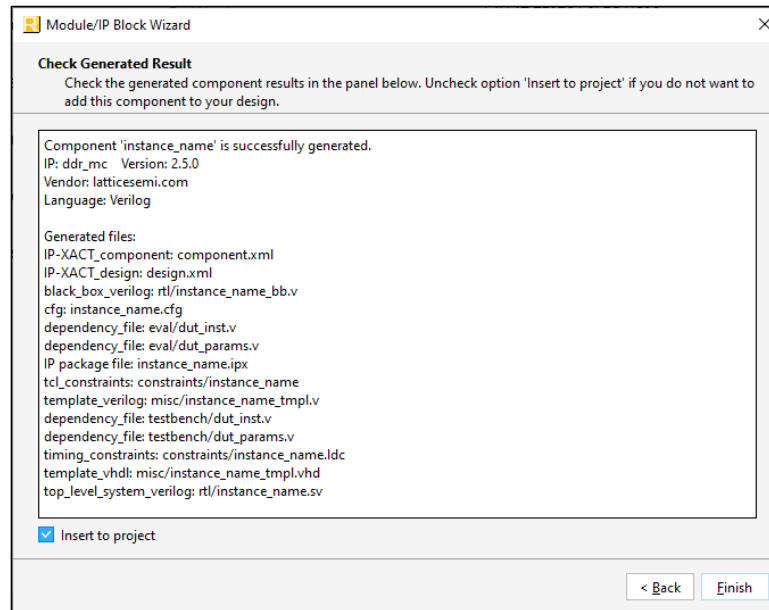 Module/IP Block Wizard
Check Generated Result
Check the generated component results in the panel below. Uncheck option 'Insert to project' if you do not want to
add this component to your design.
Component 'instance_name' is successfully generated.
IP: ddr_mc Version: 2.5.0
Vendor: latticesemi.com
Language: Verilog
Generated files:
IP-XACT_component: component.xml
IP-XACT_design: design.xml
black_box_verilog: rtl/instance_name_bb.v
cfg: instance_name.cfg
dependency_file: eval/dut_inst.v
dependency_file: eval/dut_params.v
IP package file: instance_name.ipx
tcl_constraints: constraints/instance_name
template_verilog: misc/instance_name_tmpl.v
dependency_file: testbench/dut_inst.v
dependency_file: testbench/dut_params.v
timing_constraints: constraints/instance_name.ldc
template_vhdl: misc/instance_name_tmpl.vhd
top_level_system_verilog: rtl/instance_name.sv
Insert to project
< Back Finish